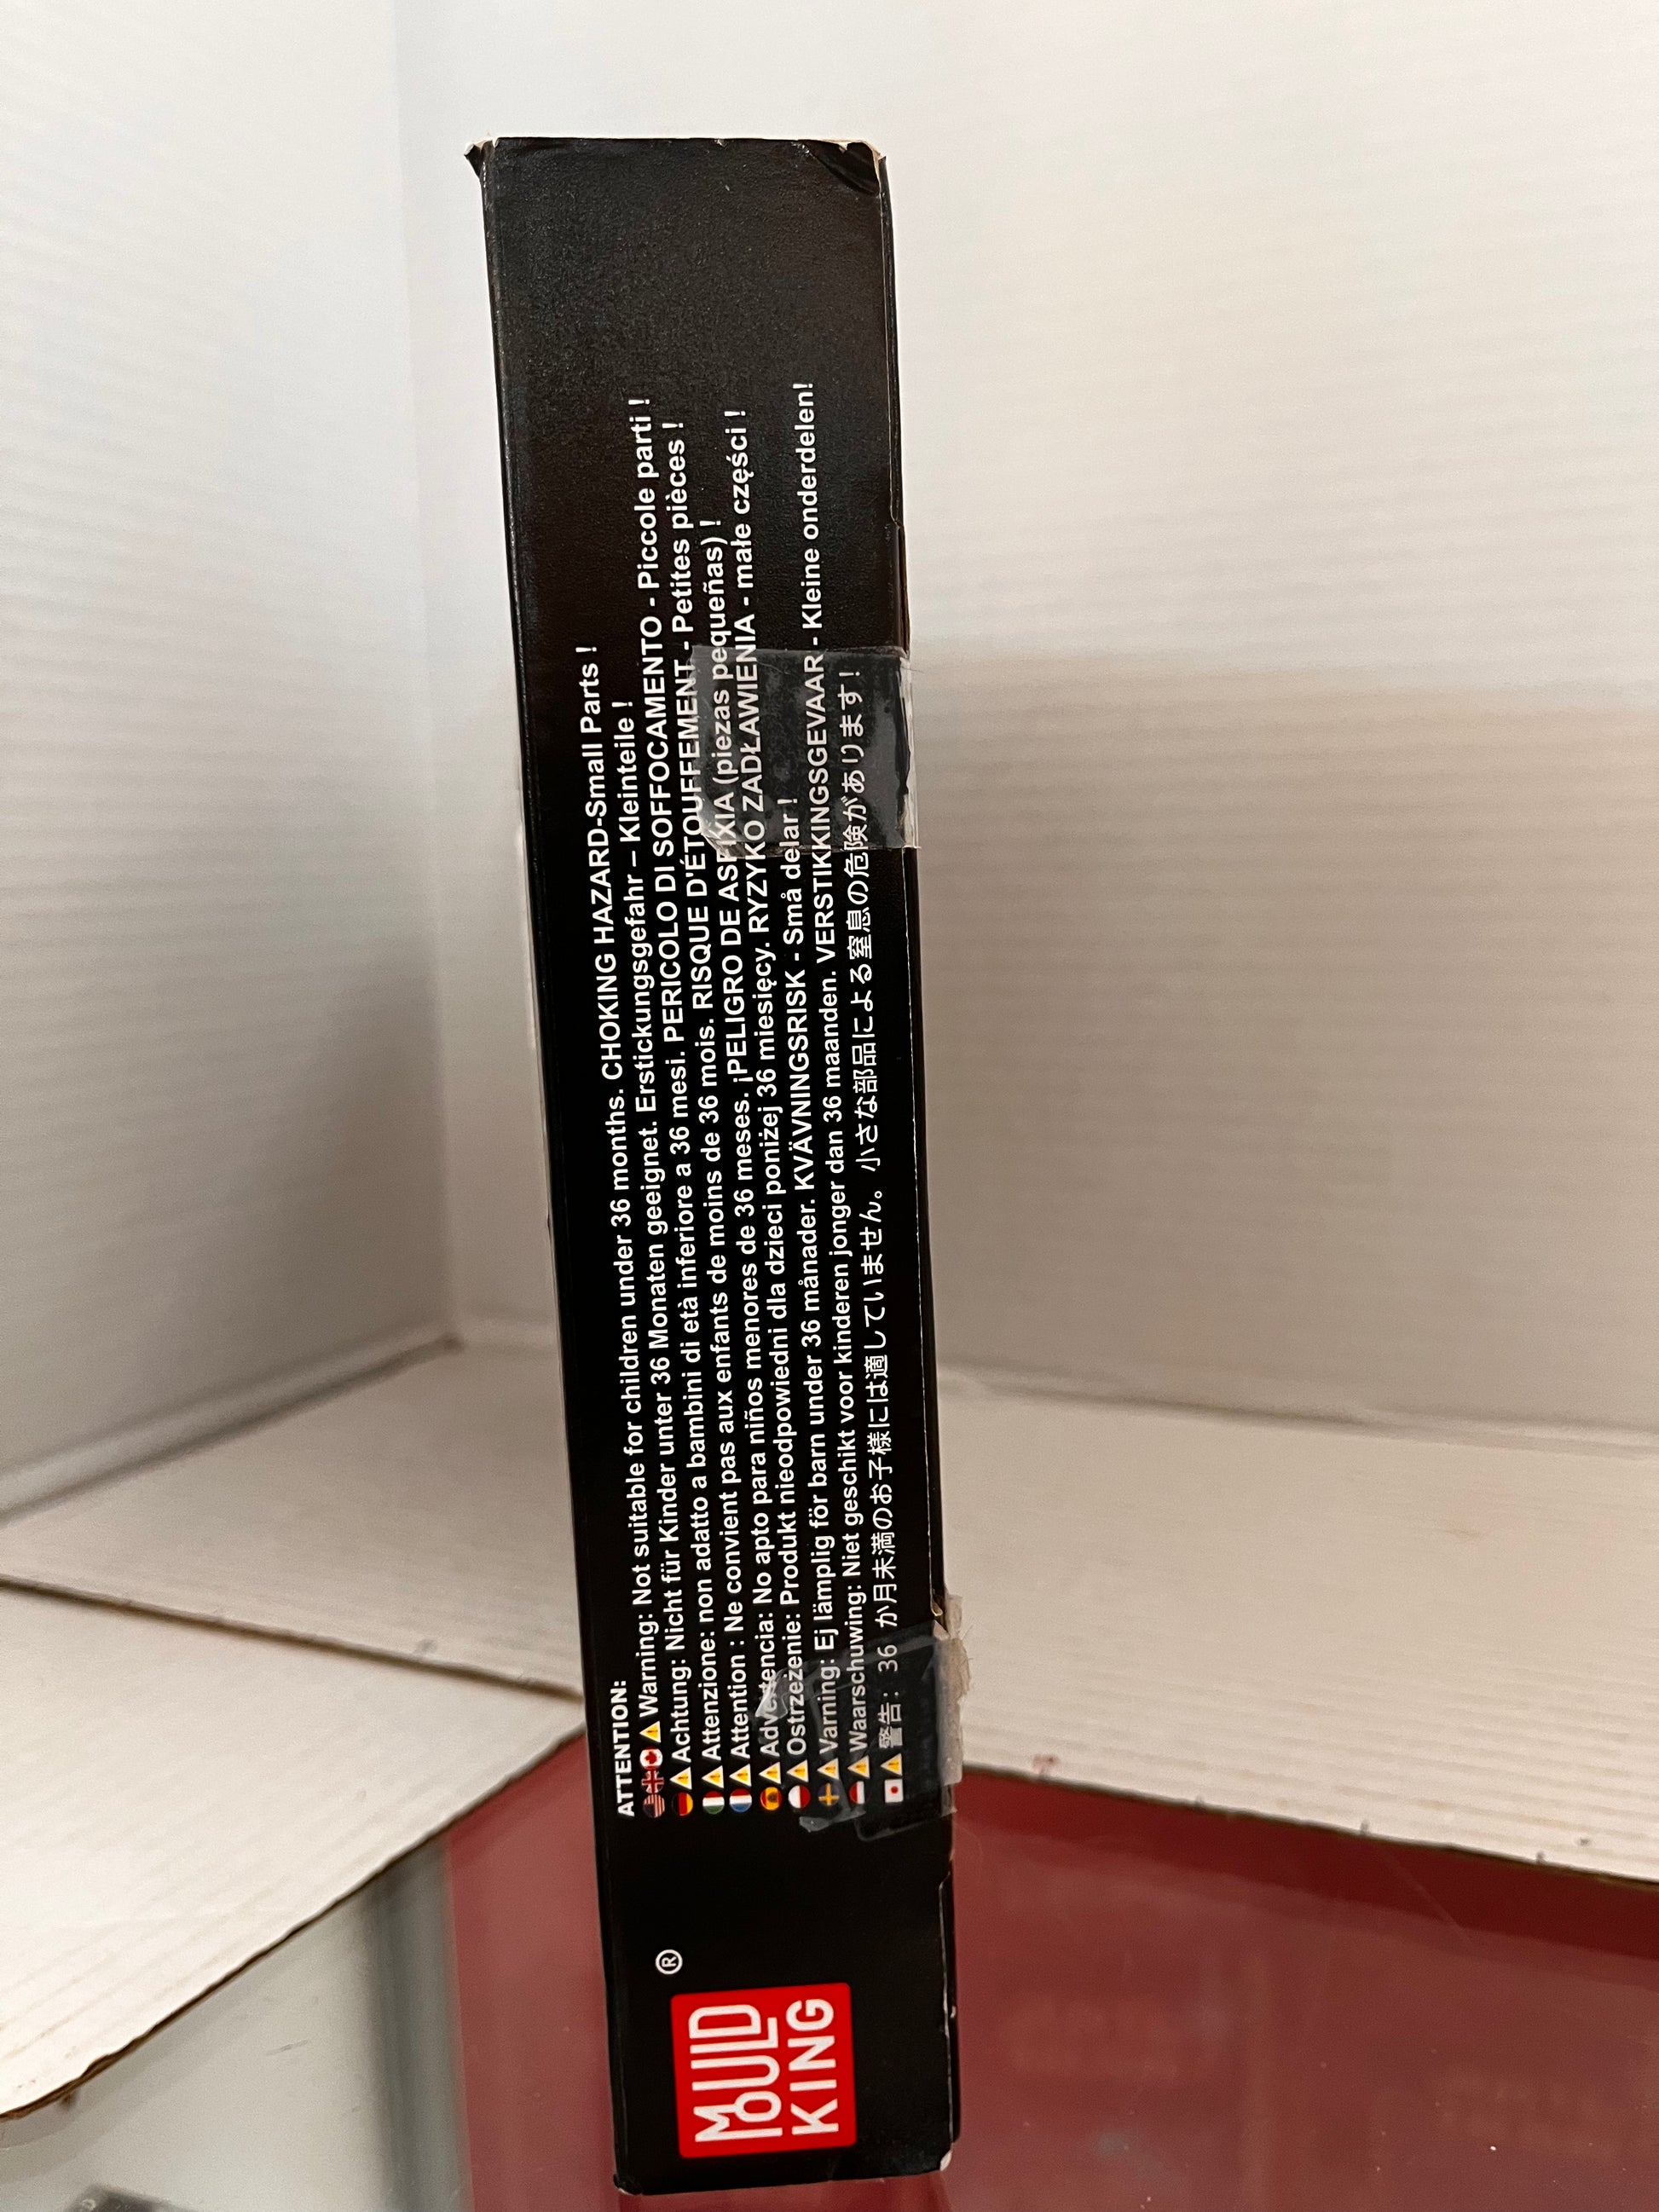 ATTENTION:
Warning: Not suitable for children under 36 months. CHOKING HAZARD-Small Parts !
Achtung: Nicht für Kinder unter 36 Monaten geeignet. Erstickungsgefahr – Kleinteile !
Attenzione: non adatto a bambini di età inferiore a 36 mesi. PERICOLO DI SOFFOCAMENTO - Piccole parti !
Attention : Ne convient pas aux enfants de moins de 36 mois. RISQUE D'ÉTOUFFEMENT - Petites pièces !
Advertencia: No apto para niños menores de 36 meses. ¡PELIGRO DE ASFIXIA (piezas pequeñas) !
Ostrzeżenie: Produkt nieodpowiedni dla dzieci poniżej 36 miesięcy. RYZYKO ZADŁAWIENIA - małe części !
Varning: Ej lämplig för barn under 36 månader. KVÄVNINGSRISK - Små delar !
Waarschuwing: Niet geschikt voor kinderen jonger dan 36 maanden. VERSTIKKINGSGEVAAR - Kleine onderdelen!
警告: 36 か月未満のお子様には適していません。小さな部品による窒息の危険があります!
MOULD
KING
®